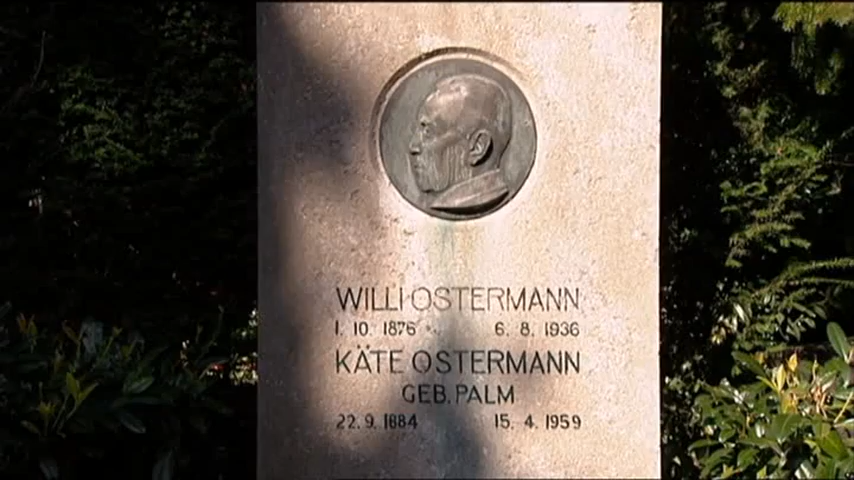 WILLI·OSTERMANN
1. 10. 1876 6. 8. 1936
KÄTE OSTERMANN
GEB. PALM
22. 9. 1884 15. 4. 1959